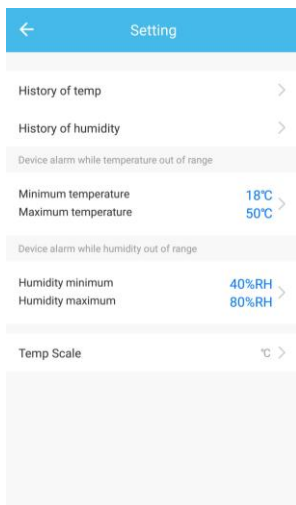 Setting
History of temp
History of humidity
Device alarm while temperature out of range
Minimum temperature 18℃
Maximum temperature 50℃
Device alarm while humidity out of range
Humidity minimum 40%RH
Humidity maximum 80%RH
Temp Scale ℃